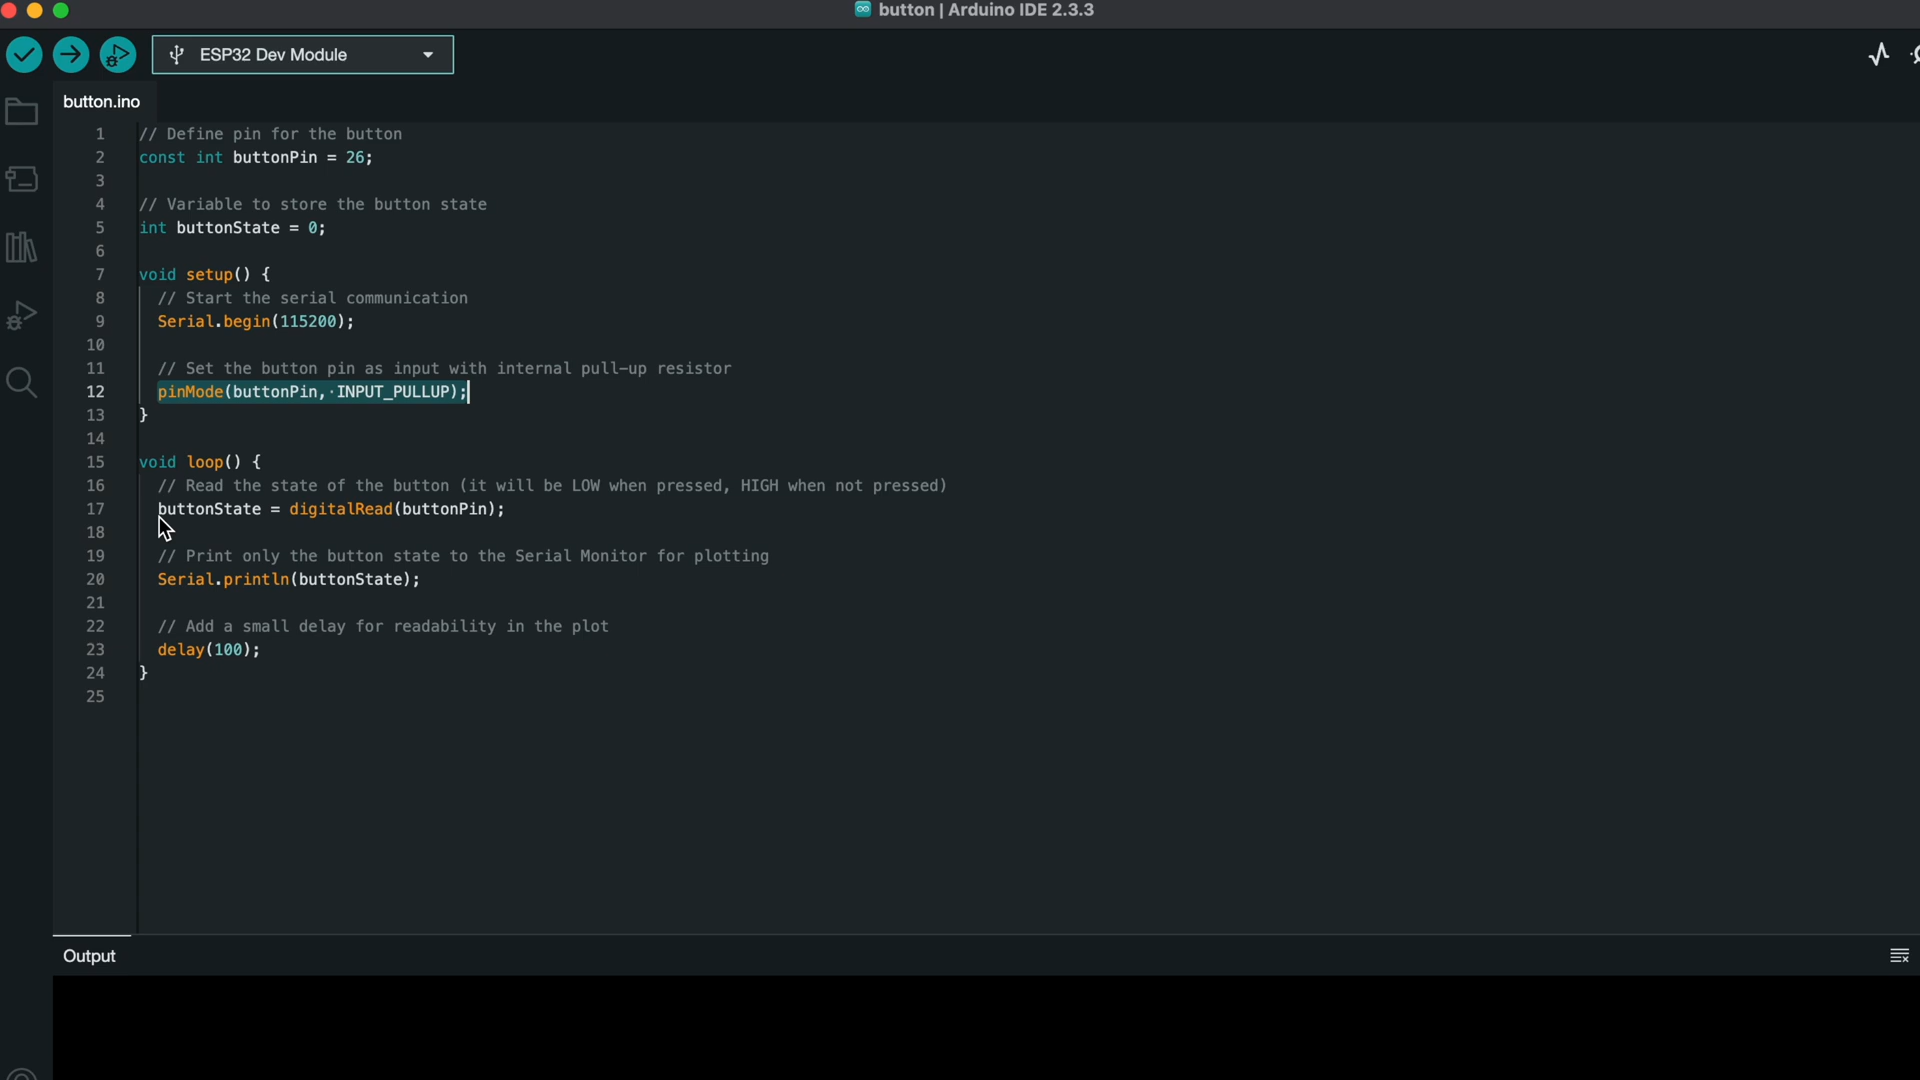 button | Arduino IDE 2.3.3
ESP32 Dev Module
button.ino
1 // Define pin for the button
2 const int buttonPin = 26;
3
4 // Variable to store the button state
5 int buttonState = 0;
6
7 void setup() {
8 // Start the serial communication
9 Serial.begin(115200);
10
11 // Set the button pin as input with internal pull-up resistor
12 pinMode(buttonPin, INPUT_PULLUP);
13 }
14
15 void loop() {
16 // Read the state of the button (it will be LOW when pressed, HIGH when not pressed)
17 buttonState = digitalRead(buttonPin);
18
19 // Print only the button state to the Serial Monitor for plotting
20 Serial.println(buttonState);
21
22 // Add a small delay for readability in the plot
23 delay(100);
24 }
25
Output